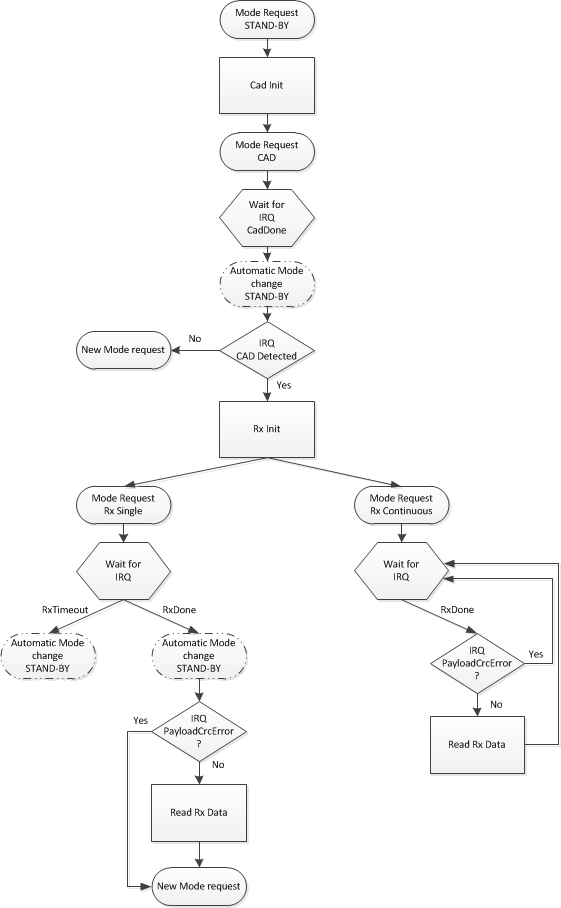 Mode Request
STAND-BY
Cad Init
Mode Request
CAD
Wait for
IRQ
CadDone
Automatic Mode
change
STAND-BY
No
New Mode request
IRQ
CAD Detected
Yes
Rx Init
Mode Request
Rx Single
Mode Request
Rx Continuous
Wait for
IRQ
Wait for
IRQ
RxTimeout
RxDone
RxDone
Automatic Mode
change
STAND-BY
Automatic Mode
change
STAND-BY
IRQ
PayloadCrcError
?
Yes
No
Read Rx Data
Yes
IRQ
PayloadCrcError
?
No
Read Rx Data
New Mode request